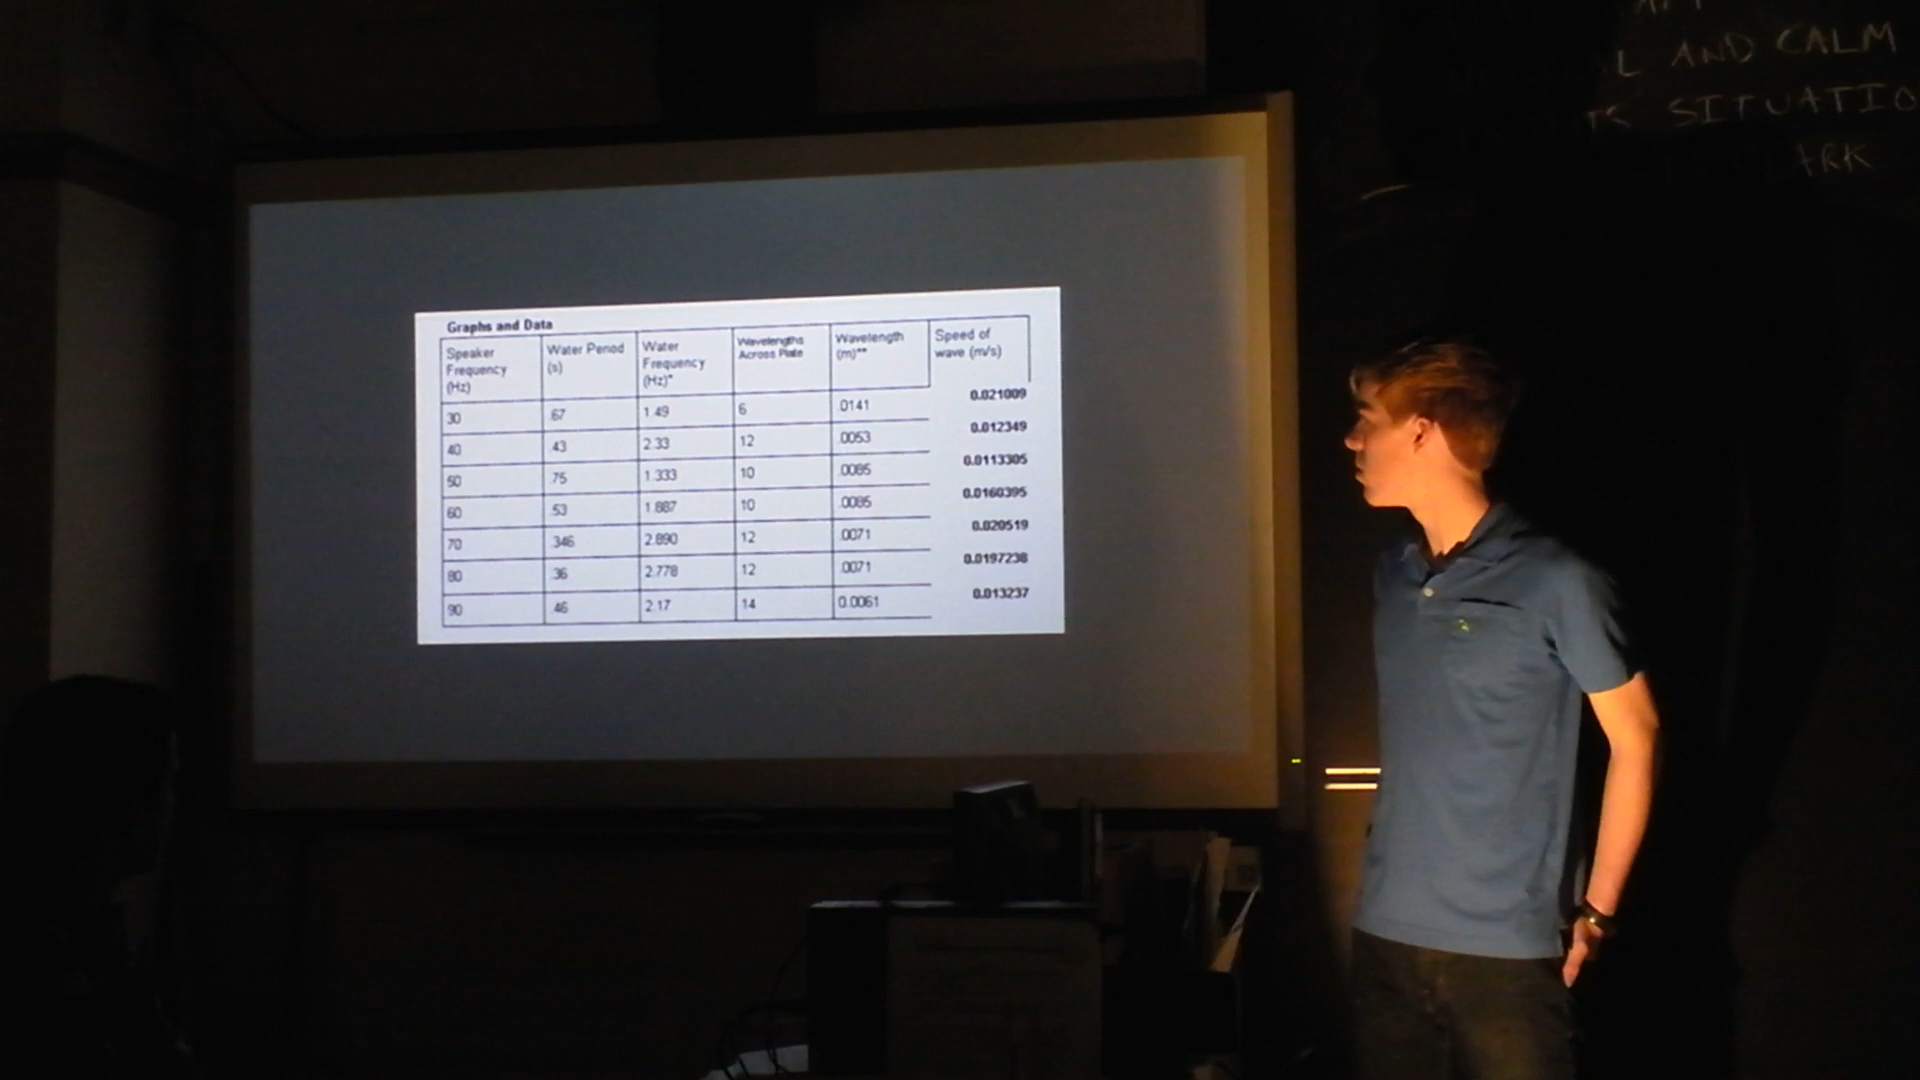 Graphs and Data
Speaker Frequency (Hz) Water Period (s) Water Frequency (Hz)* Wavelengths Across Plate Wavelength (m)** Speed of wave (m/s)
30 .67 1.49 6 .0141 0.021009
40 .43 2.33 12 .0053 0.012349
50 .75 1.333 10 .0085 0.0113305
60 .53 1.887 10 .0085 0.0160395
70 .346 2.890 12 .0071 0.020519
80 .36 2.778 12 .0071 0.0197238
90 .46 2.17 14 0.0061 0.013237
L AND CALM
SITUATIO
ARK